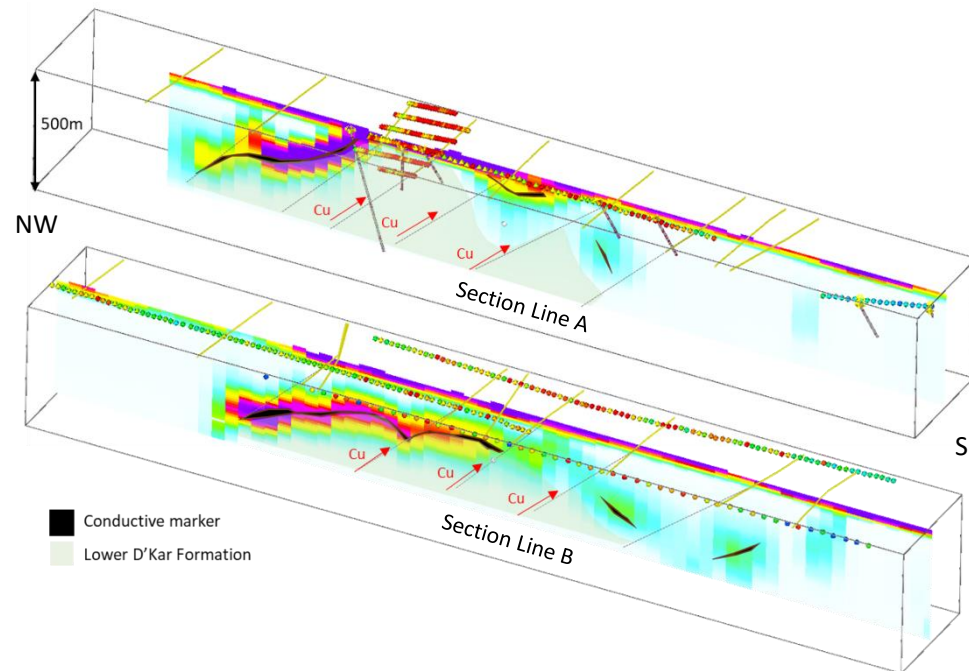 500m
NW
Cu
Cu
Cu
Section Line A
S
Cu
Cu
Cu
Section Line B
Conductive marker
Lower D'Kar Formation